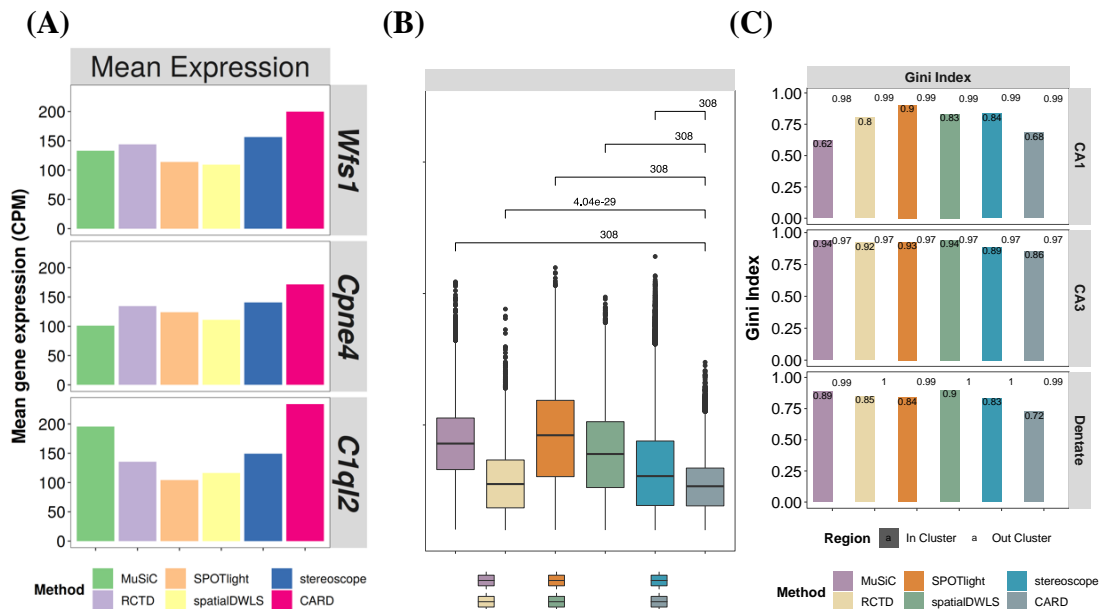 (A)
Mean Expression
Mean gene expression (CPM)
200
150
100
50
0
Wfs1
200
150
100
50
0
Cpne4
200
150
100
50
0
C1ql2
Method
MuSiC
SPOTlight
stereoscope
RCTD
spatialDWLS
CARD
(B)
308
308
308
4.04e-29
308
(C)
Gini Index
Gini Index
1.00
0.75
0.50
0.25
0.00
0.62 0.98 0.8 0.99 0.9 0.99 0.83 0.99 0.84 0.99 0.68 0.99
CA1
1.00
0.75
0.50
0.25
0.00
0.94 0.97 0.92 0.97 0.93 0.97 0.94 0.97 0.89 0.97 0.86 0.97
CA3
1.00
0.75
0.50
0.25
0.00
0.89 0.99 0.85 1 0.84 0.99 0.9 1 0.83 1 0.72 0.99
Dentate
Region a In Cluster a Out Cluster
Method
MuSiC
SPOTlight
stereoscope
RCTD
spatialDWLS
CARD